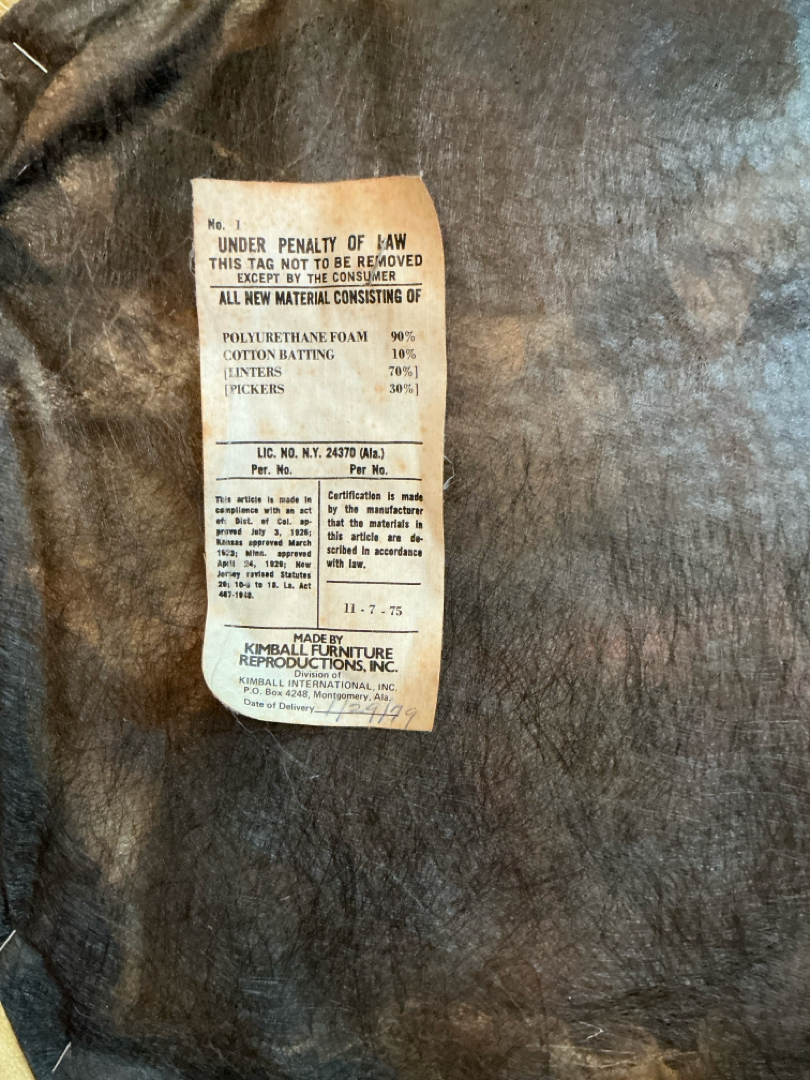 No. 1
UNDER PENALTY OF LAW
THIS TAG NOT TO BE REMOVED
EXCEPT BY THE CONSUMER
ALL NEW MATERIAL CONSISTING OF
POLYURETHANE FOAM 90%
COTTON BATTING 10%
[LINTERS 70%]
[PICKERS 30%]
LIC. NO. N.Y. 24370 (Ala.)
Per. No. Per No.
This article is made in
compliance with an act
of: Dist. of Col. ap-
proved July 3, 1926;
Kansas approved March
1923; Minn. approved
April 24, 1929; New
Jersey revised Statutes
26; to 18. La. Act
467-1948.
Certification is made
by the manufacturer
that the materials in
this article are de-
scribed in accordance
with law.
11 - 7 - 75
MADE BY
KIMBALL FURNITURE
REPRODUCTIONS, INC.
Division of
KIMBALL INTERNATIONAL, INC.
P.O. Box 4248, Montgomery, Ala.
Date of Delivery 1/29/79